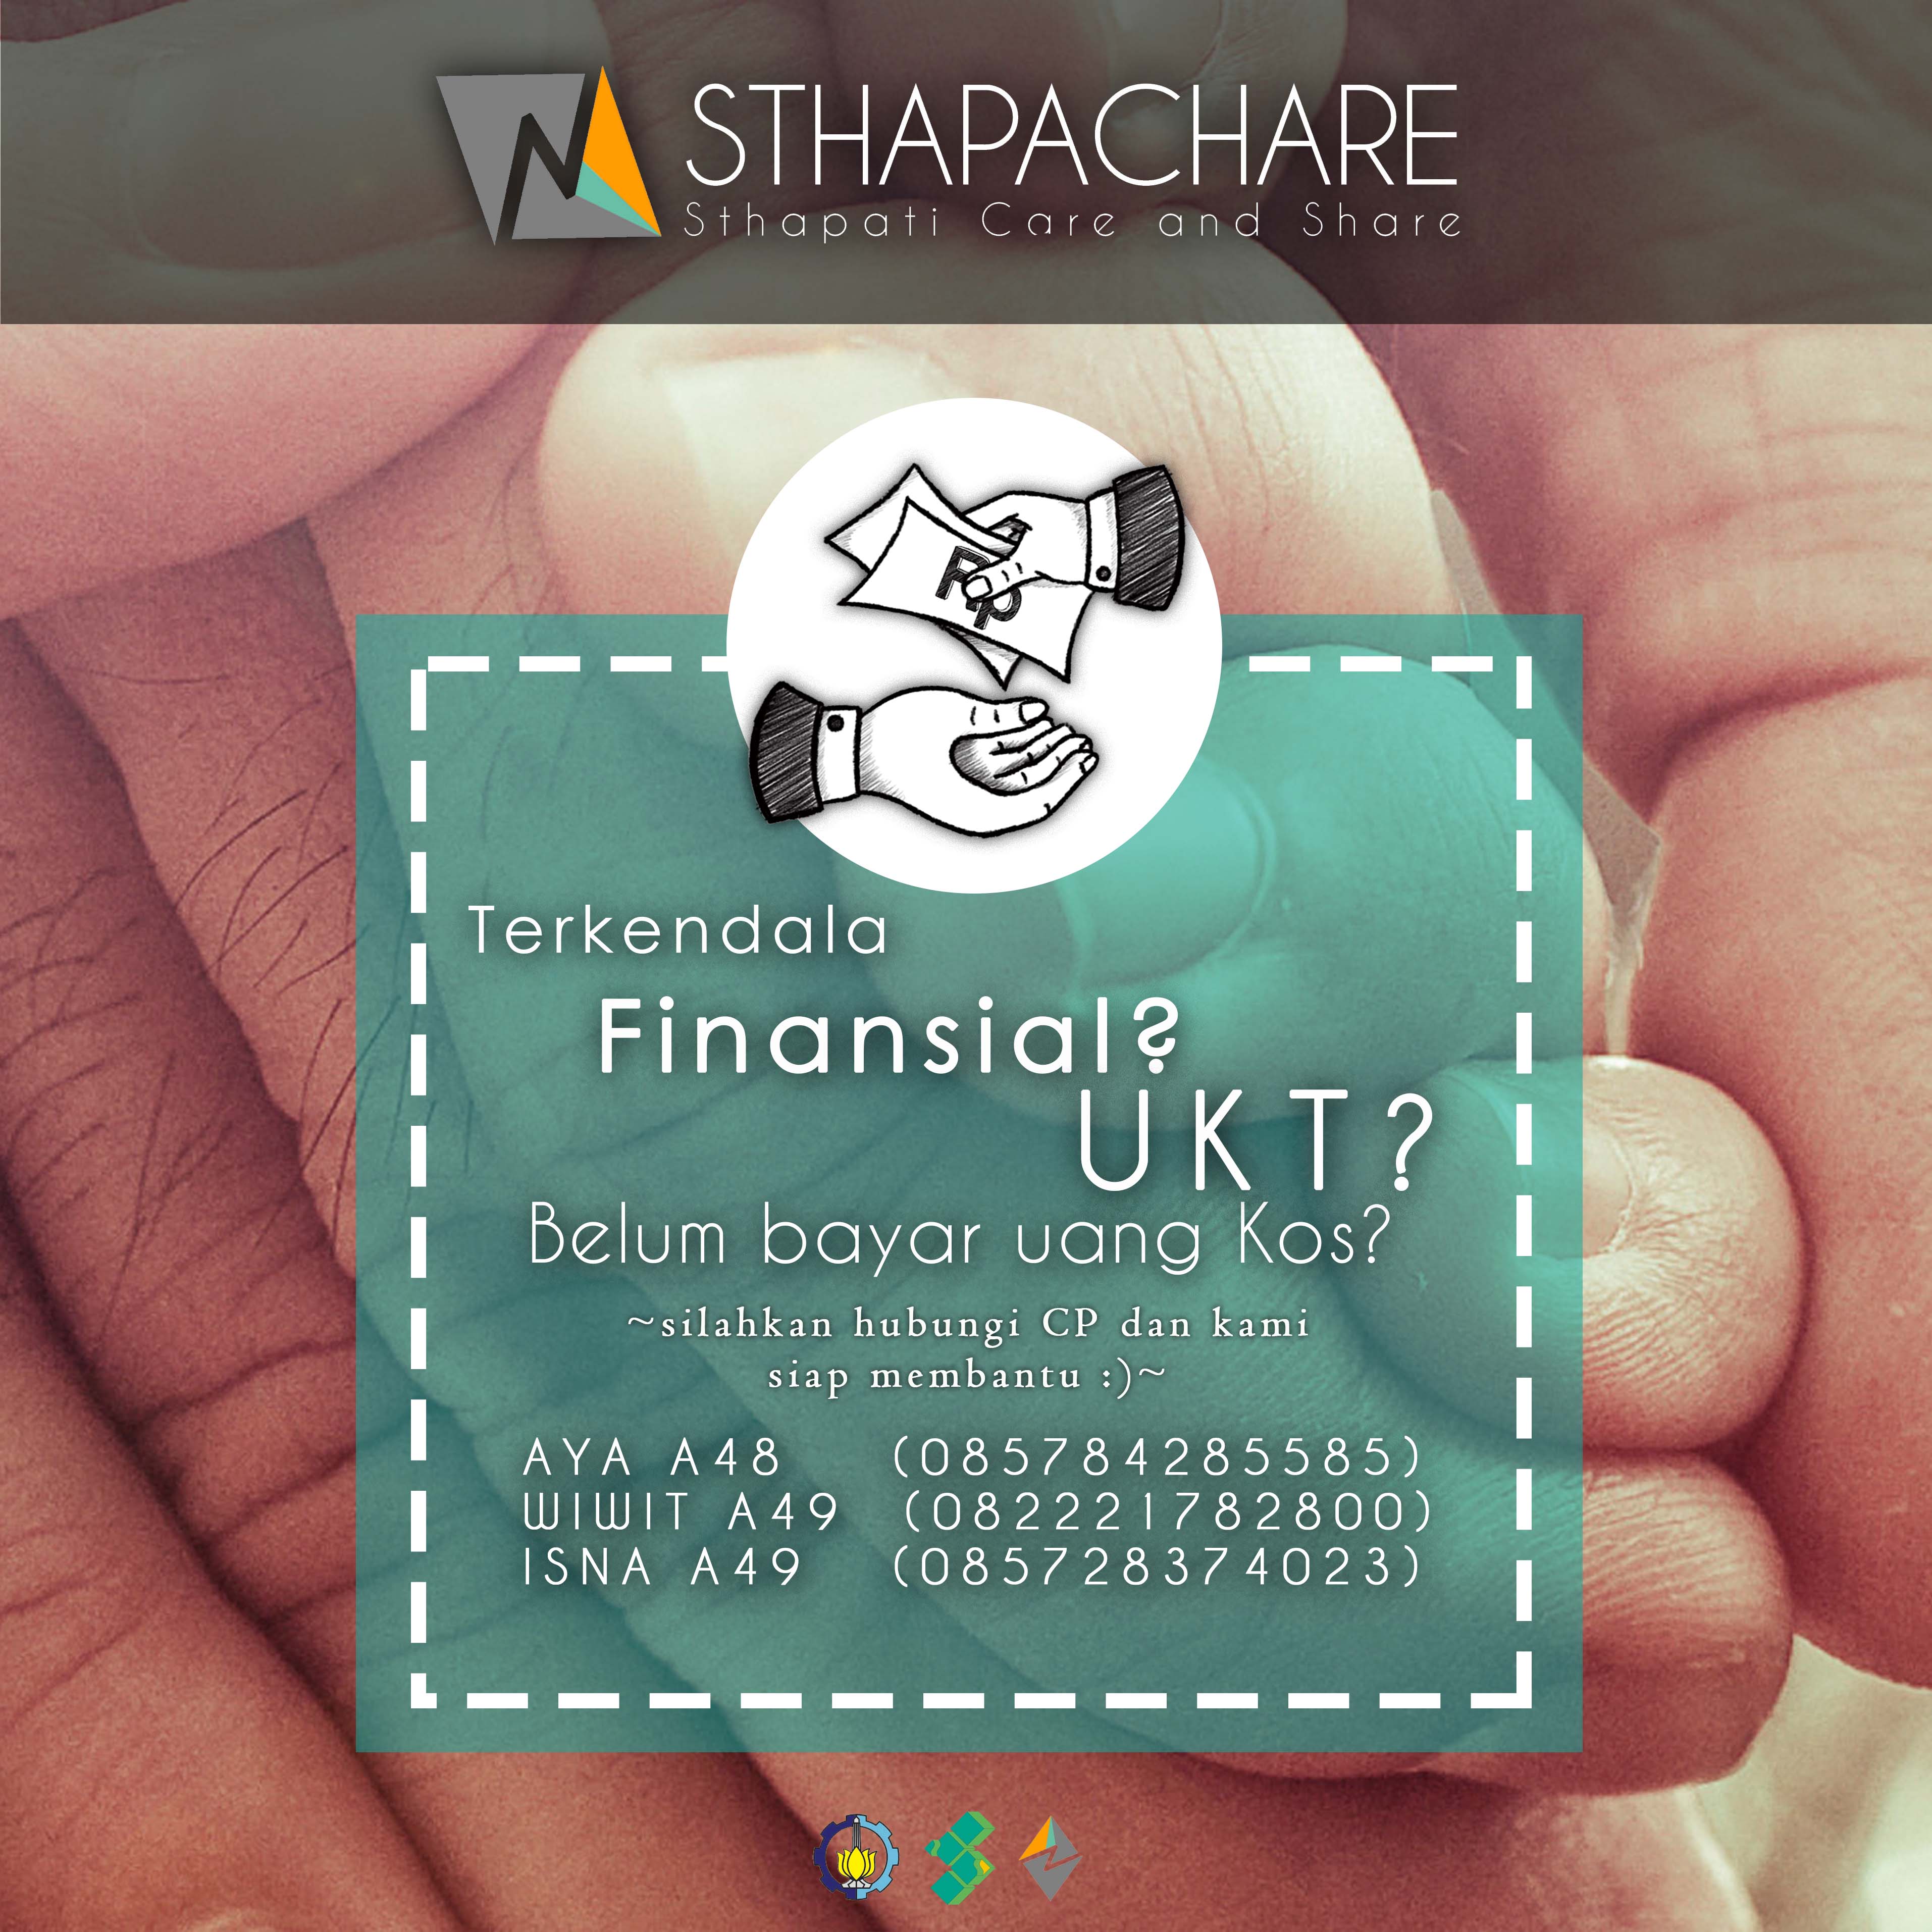 STHAPACHARE
Sthapati Care and Share
Rp
Terkendala
Finansial?
UKT?
Belum bayar uang Kos?
~silahkan hubungi CP dan kami
siap membantu :)~
AYA A48 (085784285585)
WIWIT A49 (082221782800)
ISNA A49 (085728374023)